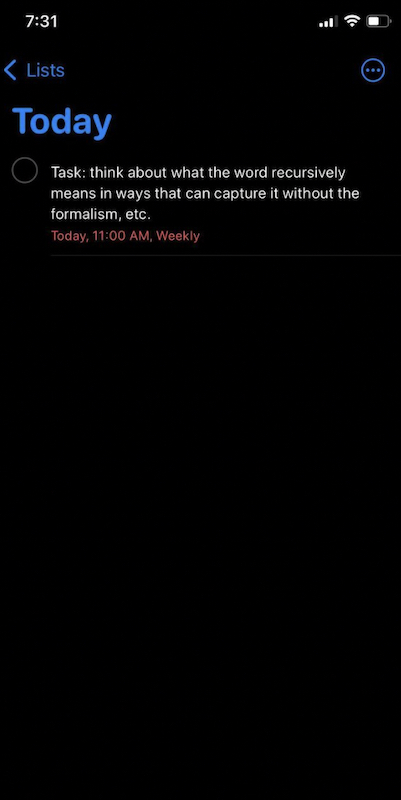 7:31
Lists
Today
Task: think about what the word recursively
means in ways that can capture it without the
formalism, etc.
Today, 11:00 AM, Weekly